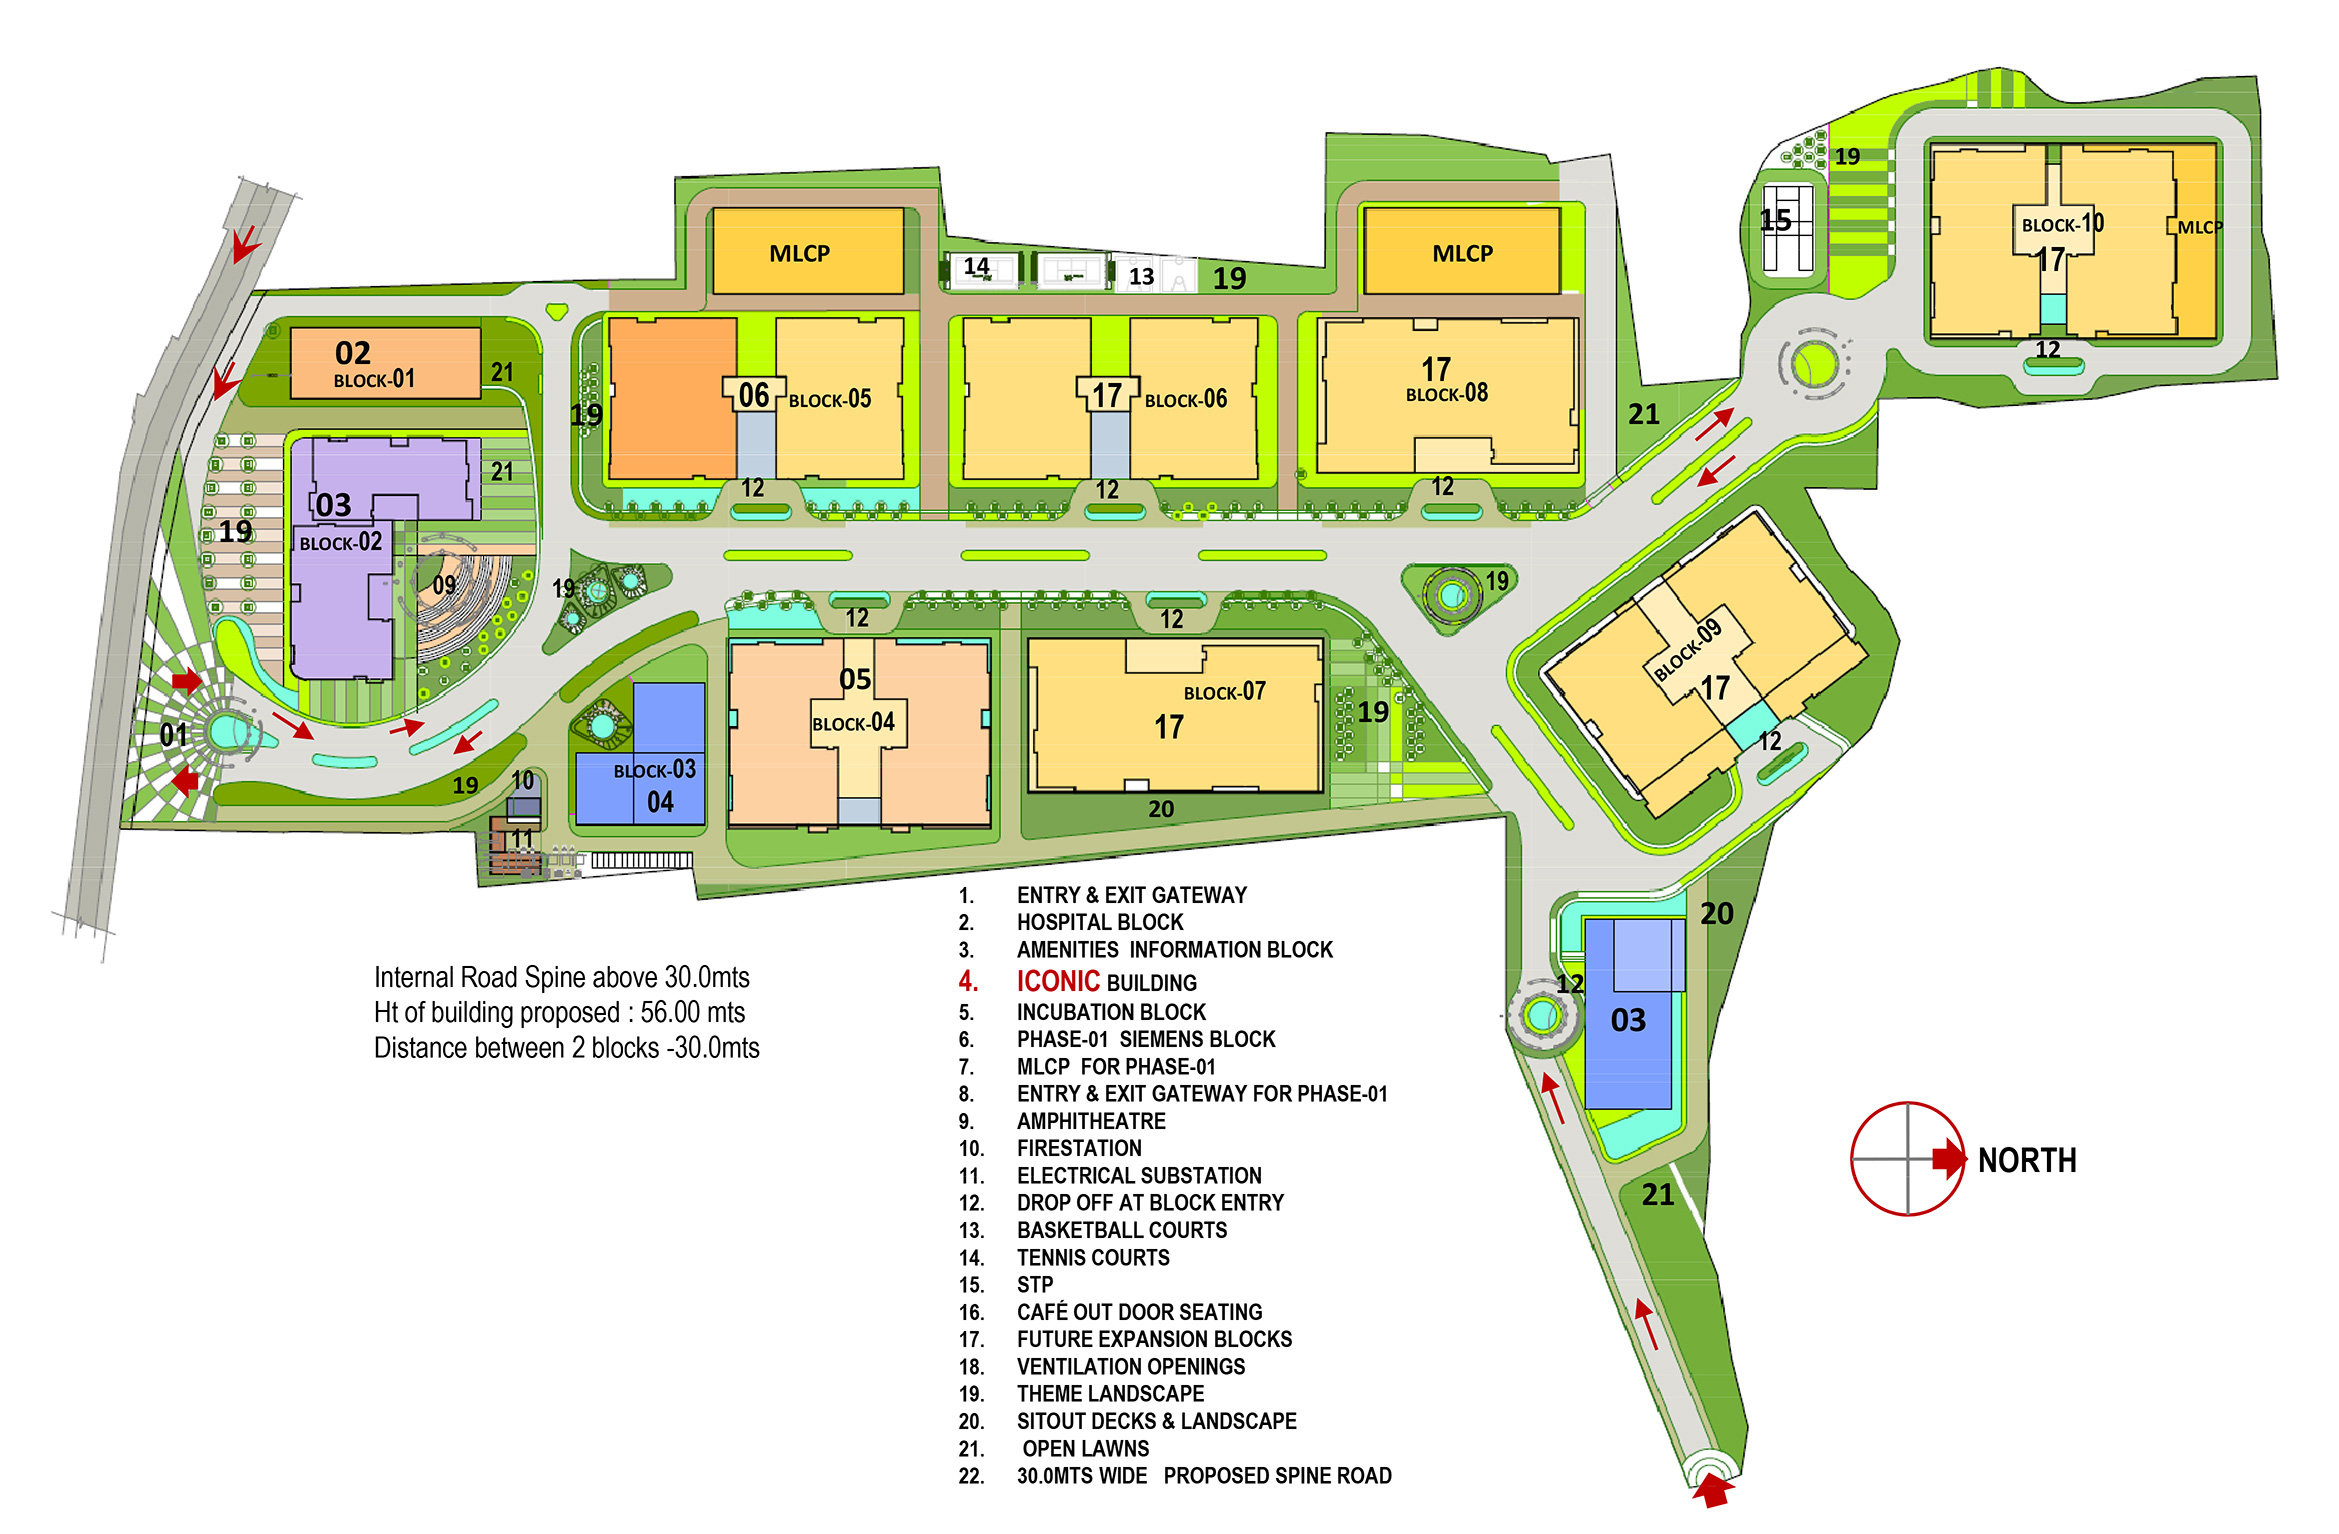 MLCP
MLCP
14
13
19
19
15
BLOCK-10
17
MLCP
12
02
BLOCK-01
21
19
06
BLOCK-05
17
BLOCK-06
17
BLOCK-08
21
03
BLOCK-02
21
19
12
12
12
09
19
19
01
19
10
11
BLOCK-03
04
12
05
BLOCK-04
12
BLOCK-07
17
19
20
BLOCK-09
17
12
20
12
03
21
Internal Road Spine above 30.0mts
Ht of building proposed : 56.00 mts
Distance between 2 blocks -30.0mts
1. ENTRY & EXIT GATEWAY
2. HOSPITAL BLOCK
3. AMENITIES INFORMATION BLOCK
4. ICONIC BUILDING
5. INCUBATION BLOCK
6. PHASE-01 SIEMENS BLOCK
7. MLCP FOR PHASE-01
8. ENTRY & EXIT GATEWAY FOR PHASE-01
9. AMPHITHEATRE
10. FIRESTATION
11. ELECTRICAL SUBSTATION
12. DROP OFF AT BLOCK ENTRY
13. BASKETBALL COURTS
14. TENNIS COURTS
15. STP
16. CAFÉ OUT DOOR SEATING
17. FUTURE EXPANSION BLOCKS
18. VENTILATION OPENINGS
19. THEME LANDSCAPE
20. SITOUT DECKS & LANDSCAPE
21. OPEN LAWNS
22. 30.0MTS WIDE PROPOSED SPINE ROAD
NORTH